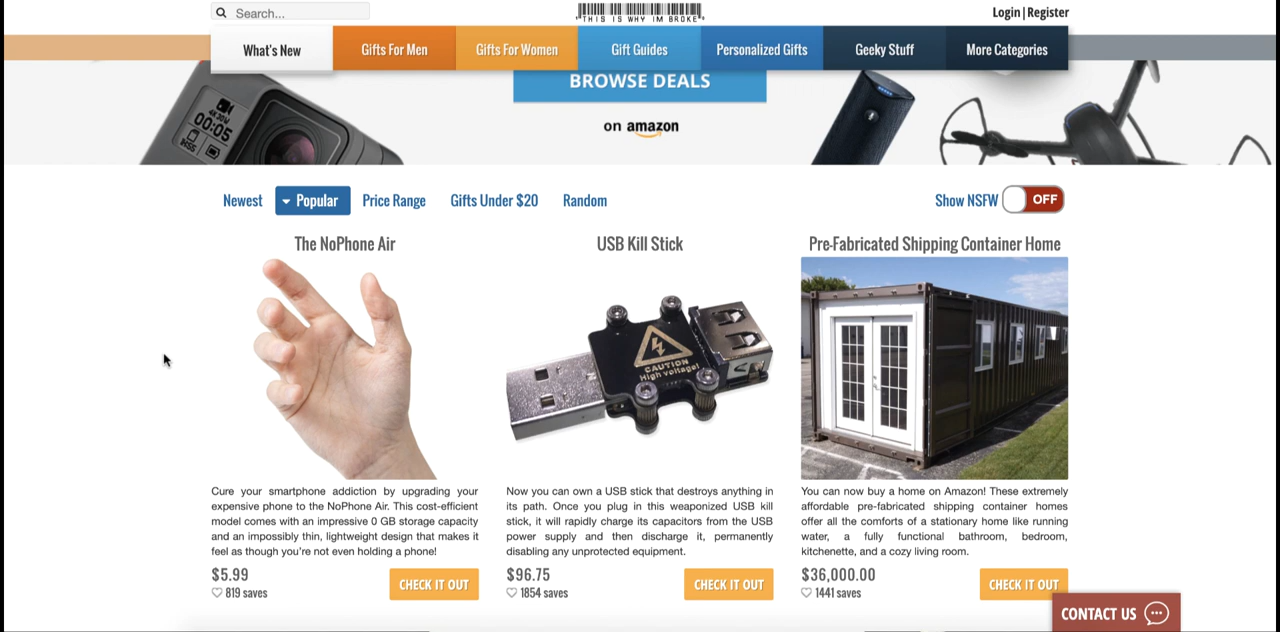 Search...
"THIS IS WHY IM BROKE"
Login | Register
What's New
Gifts For Men
Gifts For Women
Gift Guides
Personalized Gifts
Geeky Stuff
More Categories
BROWSE DEALS
on amazon
4K 30W
00:05
Newest
Popular
Price Range
Gifts Under $20
Random
Show NSFW
OFF
The NoPhone Air
USB Kill Stick
Pre-Fabricated Shipping Container Home
CAUTION
High voltage!
Cure your smartphone addiction by upgrading your
expensive phone to the NoPhone Air. This cost-efficient
model comes with an impressive 0 GB storage capacity
and an impossibly thin, lightweight design that makes it
feel as though you're not even holding a phone!
$5.99
819 saves
CHECK IT OUT
Now you can own a USB stick that destroys anything in
its path. Once you plug in this weaponized USB kill
stick, it will rapidly charge its capacitors from the USB
power supply and then discharge it, permanently
disabling any unprotected equipment.
$96.75
1854 saves
CHECK IT OUT
You can now buy a home on Amazon! These extremely
affordable pre-fabricated shipping container homes
offer all the comforts of a stationary home like running
water, a fully functional bathroom, bedroom,
kitchenette, and a cozy living room.
$36,000.00
1441 saves
CHECK IT OUT
CONTACT US